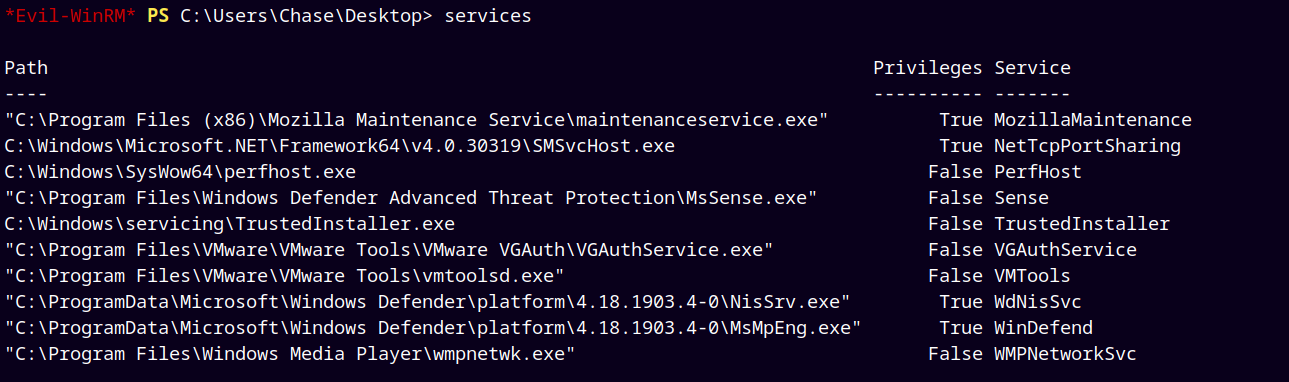 *Evil-WinRM* PS C:\Users\Chase\Desktop> services
Path Privileges Service
---- ---------- -------
"C:\Program Files (x86)\Mozilla Maintenance Service\maintenanceservice.exe" True MozillaMaintenance
C:\Windows\Microsoft.NET\Framework64\v4.0.30319\SMSvcHost.exe True NetTcpPortSharing
C:\Windows\SysWow64\perfhost.exe False PerfHost
"C:\Program Files\Windows Defender Advanced Threat Protection\MsSense.exe" False Sense
C:\Windows\servicing\TrustedInstaller.exe False TrustedInstaller
"C:\Program Files\VMware\VMware Tools\VMware VGAuth\VGAuthService.exe" False VGAuthService
"C:\Program Files\VMware\VMware Tools\vmtoolsd.exe" False VMTools
"C:\ProgramData\Microsoft\Windows Defender\platform\4.18.1903.4-0\NisSrv.exe" True WdNisSvc
"C:\ProgramData\Microsoft\Windows Defender\platform\4.18.1903.4-0\MsMpEng.exe" True WinDefend
"C:\Program Files\Windows Media Player\wmpnetwk.exe" False WMPNetworkSvc